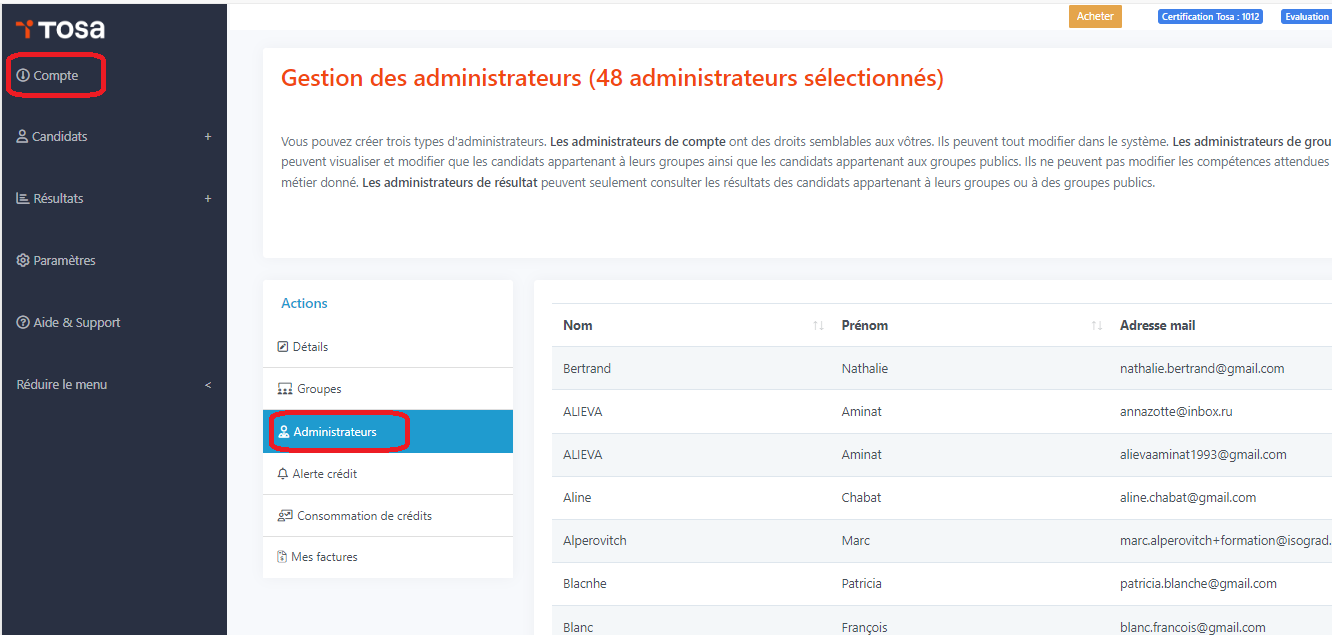 TOSA
Compte
Candidats +
Résultats +
Paramètres
Aide & Support
Réduire le menu <
Acheter
Certification Tosa : 1012
Evaluation
Gestion des administrateurs (48 administrateurs sélectionnés)
Vous pouvez créer trois types d'administrateurs. Les administrateurs de compte ont des droits semblables aux vôtres. Ils peuvent tout modifier dans le système. Les administrateurs de grou
peuvent visualiser et modifier que les candidats appartenant à leurs groupes ainsi que les candidats appartenant aux groupes publics. Ils ne peuvent pas modifier les compétences attendues
métier donné. Les administrateurs de résultat peuvent seulement consulter les résultats des candidats appartenant à leurs groupes ou à des groupes publics.
Actions
Détails
Groupes
Administrateurs
Alerte crédit
Consommation de crédits
Mes factures
Nom Prénom Adresse mail
Bertrand Nathalie nathalie.bertrand@gmail.com
ALIEVA Aminat annazotte@inbox.ru
ALIEVA Aminat alievaaminat1993@gmail.com
Aline Chabat aline.chabat@gmail.com
Alperovitch Marc marc.alperovitch+formation@isograd.
Blacnhe Patricia patricia.blanche@gmail.com
Blanc François blanc.francois@gmail.com